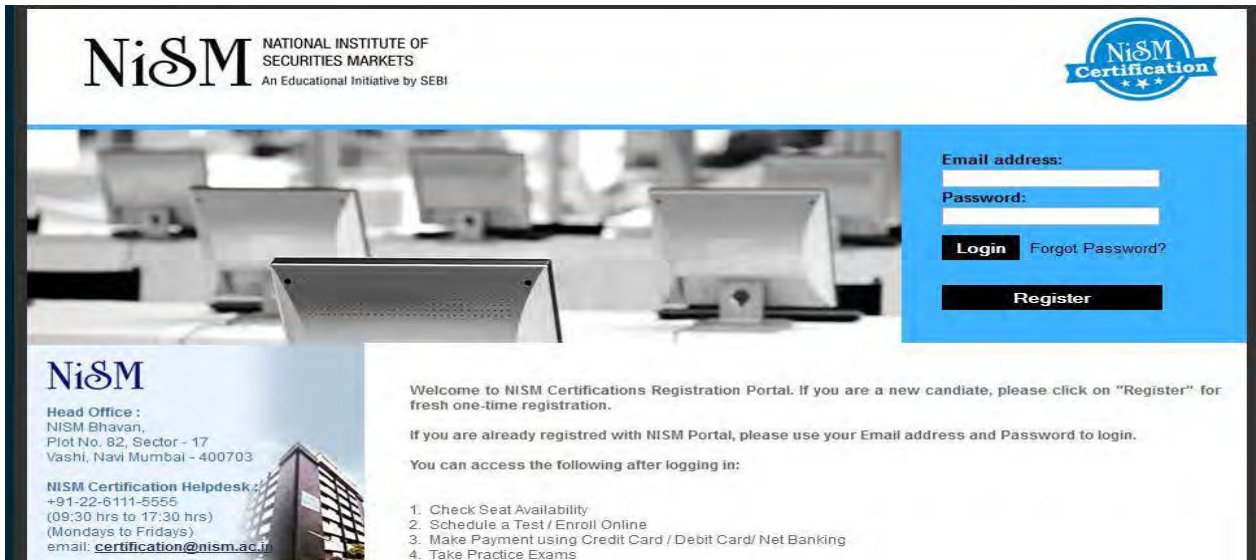 NiSM
NATIONAL INSTITUTE OF
SECURITIES MARKETS
An Educational Initiative by SEBI
NiSM
Certification
Email address:
Password:
Login Forgot Password?
Register
NiSM
Head Office :
NISM Bhavan,
Plot No. 82, Sector - 17
Vashi, Navi Mumbai - 400703
NISM Certification Helpdesk :
+91-22-6111-5555
(09:30 hrs to 17:30 hrs)
(Mondays to Fridays)
email: certification@nism.ac.in
Welcome to NISM Certifications Registration Portal. If you are a new candiate, please click on "Register" for
fresh one-time registration.
If you are already registred with NISM Portal, please use your Email address and Password to login.
You can access the following after logging in:
1. Check Seat Availability
2. Schedule a Test / Enroll Online
3. Make Payment using Credit Card / Debit Card/ Net Banking
4. Take Practice Exams